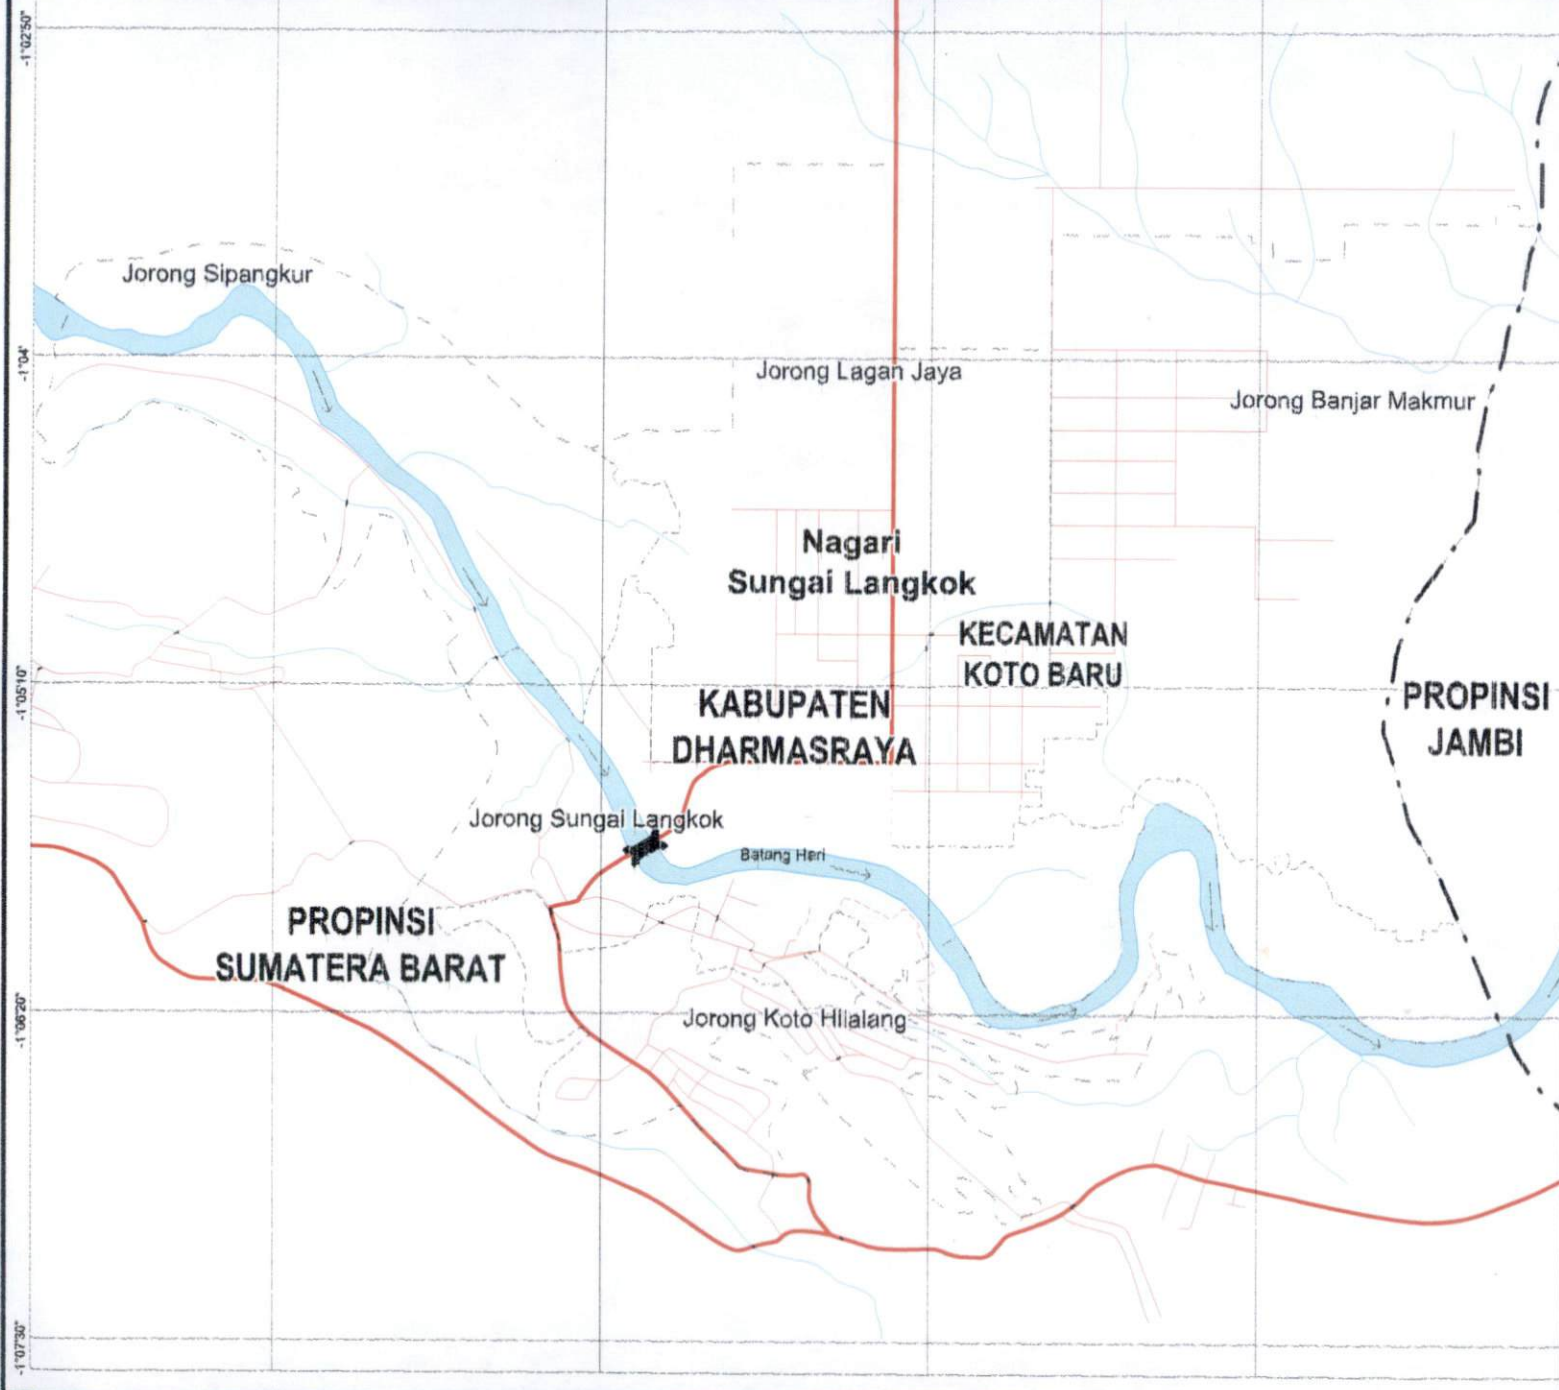 -1°02'50"
Jorong Sipangkur
-1°04'
Jorong Lagan Jaya
Jorong Banjar Makmur
Nagari
Sungai Langkok
KECAMATAN
KOTO BARU
-1°05'10"
KABUPATEN
DHARMASRAYA
PROPINSI
JAMBI
Jorong Sungai Langkok
Batang Hari
PROPINSI
SUMATERA BARAT
-1°06'20"
Jorong Koto Hilalang
-1°07'30"